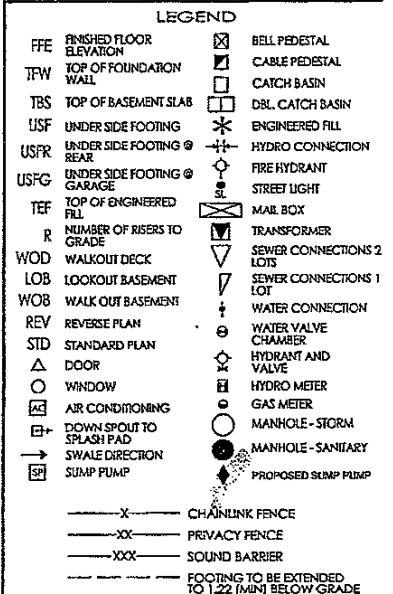 LEGEND
FFE FINISHED FLOOR
ELEVATION
TFW TOP OF FOUNDATION
WALL
TBS TOP OF BASEMENT SLAB
USF UNDER SIDE FOOTING
USFR UNDER SIDE FOOTING @
REAR
USFG UNDER SIDE FOOTING @
GARAGE
TEF TOP OF ENGINEERED
FILL
R NUMBER OF RISERS TO
GRADE
WOD WALKOUT DECK
LOB LOOKOUT BASEMENT
WOB WALK OUT BASEMENT
REV REVERSE PLAN
STD STANDARD PLAN
DOOR
WINDOW
AC AIR CONDITIONING
DOWN SPOUT TO
SPLASH PAD
SWALE DIRECTION
SP SUMP PUMP
BELL PEDESTAL
CABLE PEDESTAL
CATCH BASIN
DBL. CATCH BASIN
ENGINEERED FILL
HYDRO CONNECTION
FIRE HYDRANT
SL STREET LIGHT
MAIL BOX
TRANSFORMER
SEWER CONNECTIONS 2
LOTS
SEWER CONNECTIONS 1
LOT
WATER CONNECTION
WATER VALVE
CHAMBER
HYDRANT AND
VALVE
H HYDRO METER
GAS METER
MANHOLE - STORM
MANHOLE - SANITARY
PROPOSED SUMP PUMP
X CHAINLINK FENCE
XX PRIVACY FENCE
XXX SOUND BARRIER
FOOTING TO BE EXTENDED
TO 1.22 (MIN) BELOW GRADE